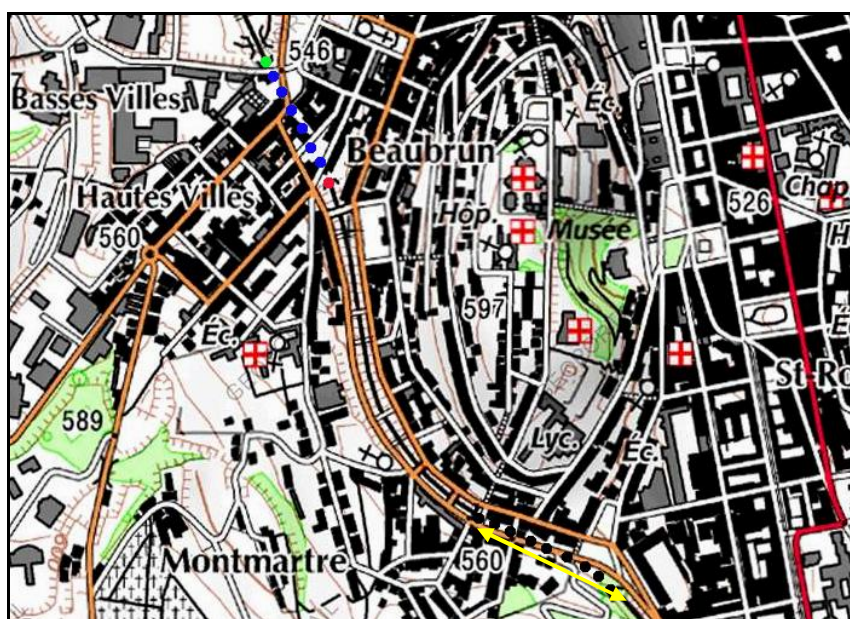 546
Basses Villes
Éc.
Beaubrun
Hautes Villes
Chap
526
Hôp.
Musée
H
560
597
Éc.
É
St-Ro
589
Lyc.
Éc.
Montmartre
560